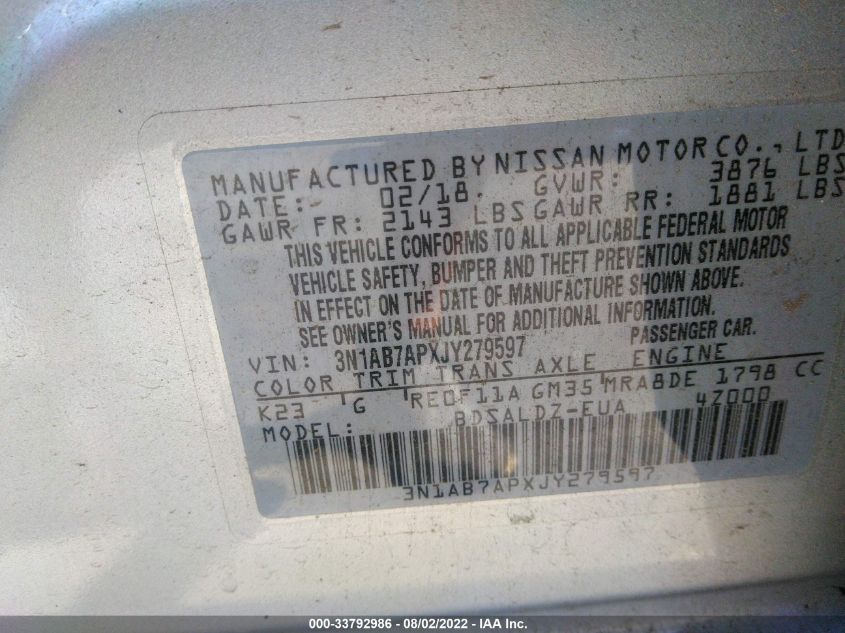 MANUFACTURED BY NISSAN MOTOR CO., LTD
DATE: 02/18. GVWR: 3876 LBS
GAWR FR: 2143 LBS GAWR RR: 1881 LBS
THIS VEHICLE CONFORMS TO ALL APPLICABLE FEDERAL MOTOR
VEHICLE SAFETY, BUMPER AND THEFT PREVENTION STANDARDS
IN EFFECT ON THE DATE OF MANUFACTURE SHOWN ABOVE.
SEE OWNER'S MANUAL FOR ADDITIONAL INFORMATION.
VIN: 3N1AB7APXJY279597 PASSENGER CAR.
COLOR TRIM TRANS AXLE ENGINE
K23 G RE0F11A GM35 MRA8DE 1798 CC
MODEL: BDSALDZ-EUA 47000
3N1AB7APXJY279597
000-33792986 - 08/02/2022 - IAA Inc.